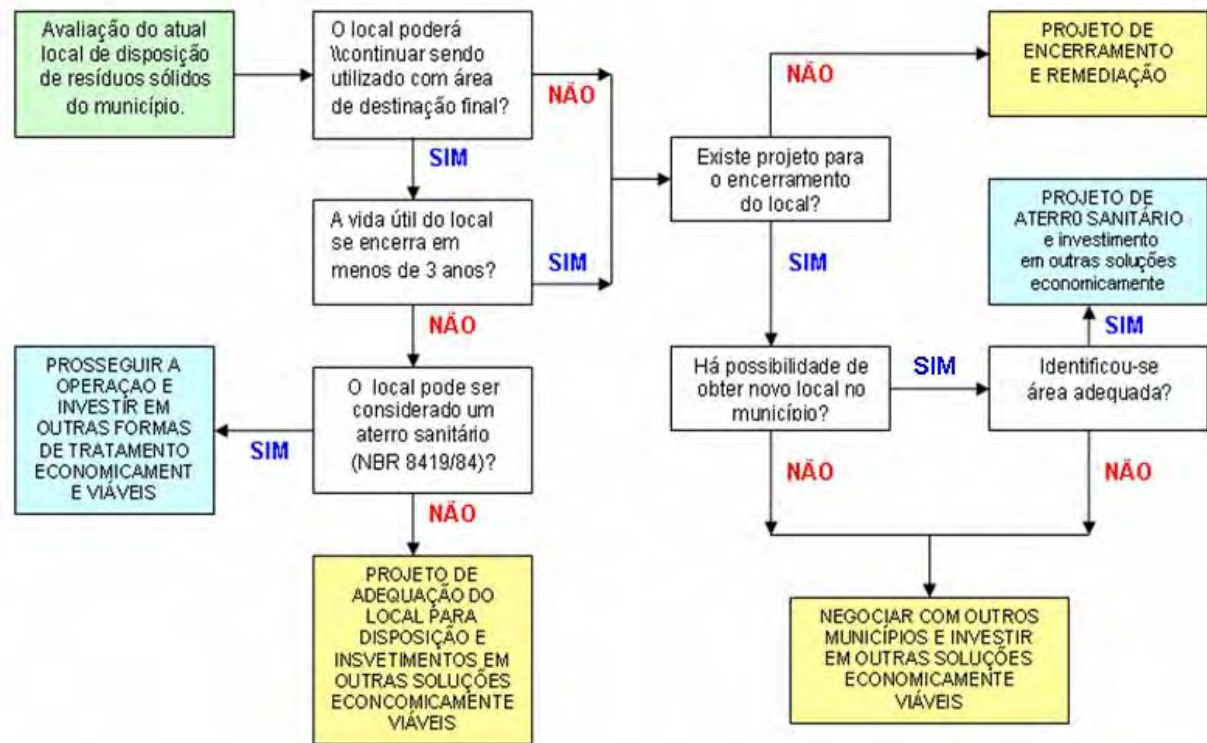 Avaliação do atual
local de disposição
de resíduos sólidos
do município.
O local poderá
\\continuar sendo
utilizado com área
de destinação final?
NÃO
SIM
PROJETO DE
ENCERRAMENTO
E REMEDIAÇÃO
NÃO
Existe projeto para
o encerramento
do local?
SIM
A vida útil do local
se encerra em
menos de 3 anos?
SIM
NÃO
PROJETO DE
ATERR0 SANITÁRIO
e investimento
em outras soluções
economicamente
SIM
PROSSEGUIR A
OPERAÇAO E
INVESTIR EM
OUTRAS FORMAS
DE TRATAMENTO
ECONOMICAMENT
E VIÁVEIS
SIM
O local pode ser
considerado um
aterro sanitário
(NBR 8419/84)?
NÃO
Há possibilidade de
obter novo local no
município?
SIM
NÃO
Identificou-se
área adequada?
NÃO
PROJETO DE
ADEQUAÇÃO DO
LOCAL PARA
DISPOSIÇÃO E
INSVETIMENTOS EM
OUTRAS SOLUÇÕES
ECONCOMICAMENTE
VIÁVEIS
NEGOCIAR COM OUTROS
MUNICÍPIOS E INVESTIR
EM OUTRAS SOLUÇÕES
ECONOMICAMENTE
VIÁVEIS